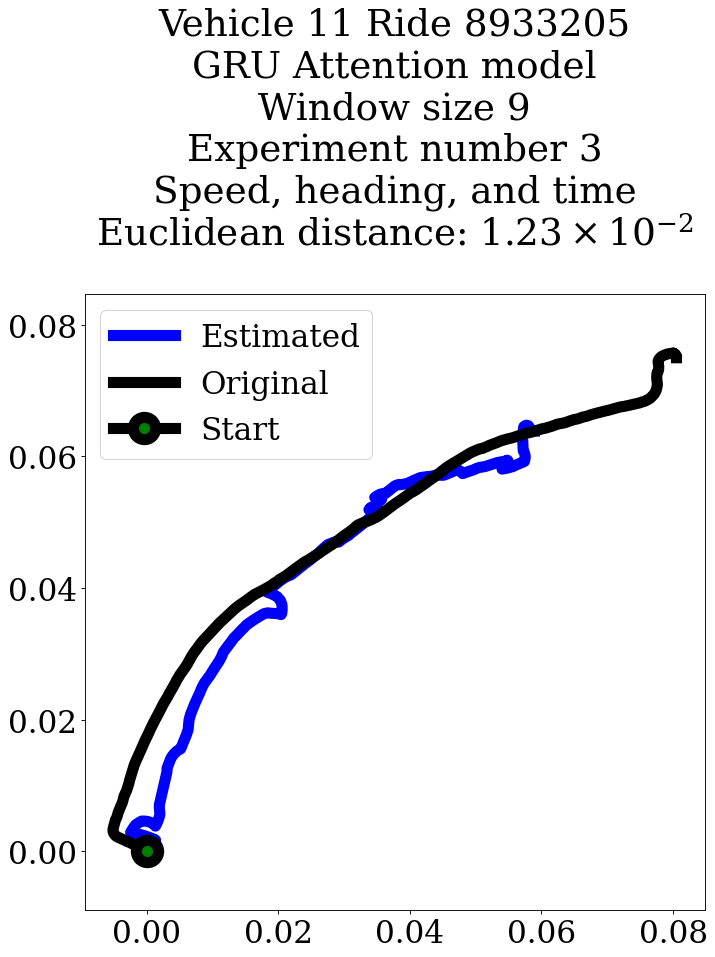 Vehicle 11 Ride 8933205
GRU Attention model
Window size 9
Experiment number 3
Speed, heading, and time
Euclidean distance: 1.23 × 10⁻²
Estimated
Original
Start
0.08
0.06
0.04
0.02
0.00
0.00 0.02 0.04 0.06 0.08